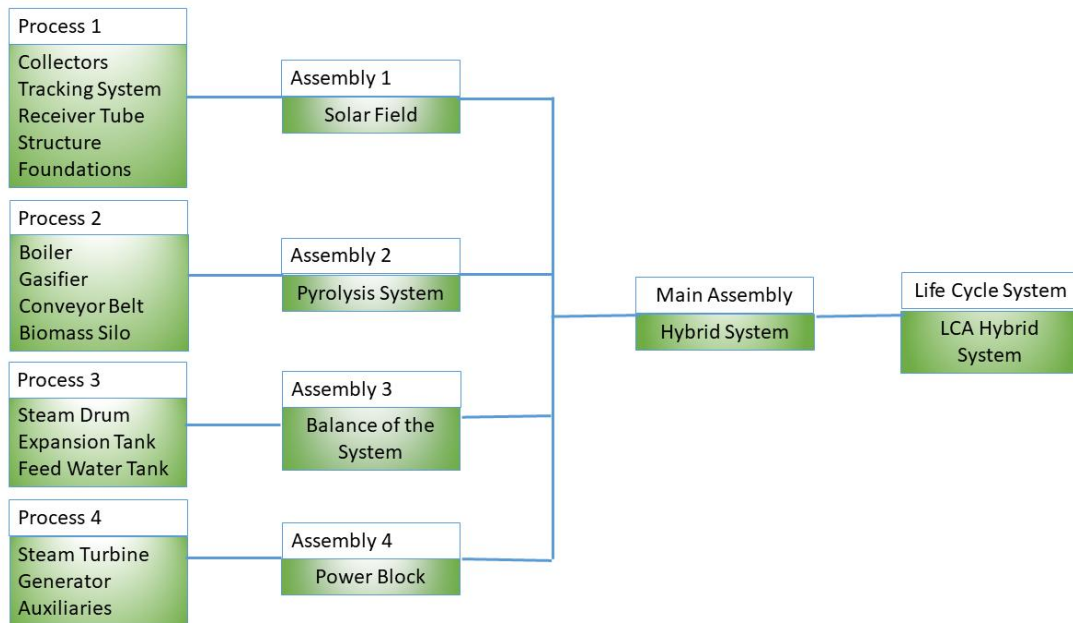 Process 1
Collectors
Tracking System
Receiver Tube
Structure
Foundations
Assembly 1
Solar Field
Process 2
Boiler
Gasifier
Conveyor Belt
Biomass Silo
Assembly 2
Pyrolysis System
Process 3
Steam Drum
Expansion Tank
Feed Water Tank
Assembly 3
Balance of the
System
Process 4
Steam Turbine
Generator
Auxiliaries
Assembly 4
Power Block
Main Assembly
Hybrid System
Life Cycle System
LCA Hybrid
System